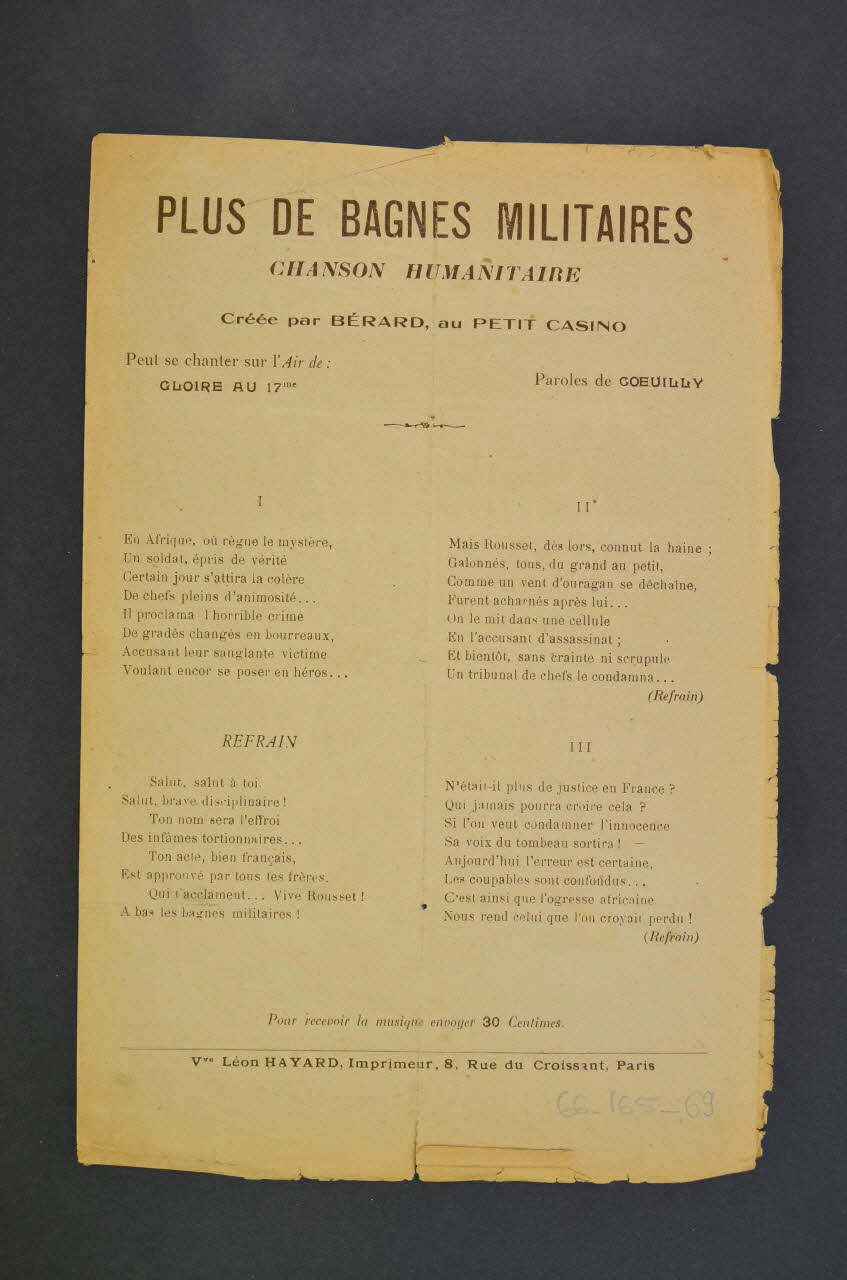 PLUS DE BAGNES MILITAIRES
CHANSON HUMANITAIRE
Créée par BÉRARD, au PETIT CASINO
Peut se chanter sur l'Air de :
GLOIRE AU 17me
Paroles de COEUILLY
I
En Afrique, où règne le mystère,
Un soldat, épris de vérité
Certain jour s'attira la colère
De chefs pleins d'animosité...
Il proclama l horrible crime
De gradés changés en bourreaux,
Accusant leur sanglante victime
Voulant encor se poser en héros...
REFRAIN
Salut, salut à toi.
Salut, brave disciplinaire !
Ton nom sera l'effroi
Des infâmes tortionnaires...
Ton acte, bien français,
Est approuvé par tous tes frères.
Qui t'acclament... Vive Rousset !
A bas les bagnes militaires !
II
Mais Rousset, dès lors, connut la haine ;
Galonnés, tous, du grand au petit,
Comme un vent d'ouragan se déchaîne,
Furent acharnés après lui...
On le mit dans une cellule
En l'accusant d'assassinat ;
Et bientôt, sans crainte ni scrupule
Un tribunal de chefs le condamna...
(Refrain)
III
N'était-il plus de justice en France ?
Qui jamais pourra croire cela ?
Si l'on veut condamner l'innocence
Sa voix du tombeau sortira ! —
Aujourd'hui l'erreur est certaine,
Les coupables sont confondus...
C'est ainsi que l'ogresse africaine
Nous rend celui que l'on croyait perdu !
(Refrain)
Pour recevoir la musique envoyer 30 Centimes.
Vve Léon HAYARD, Imprimeur, 8, Rue du Croissant, Paris
66-165-69